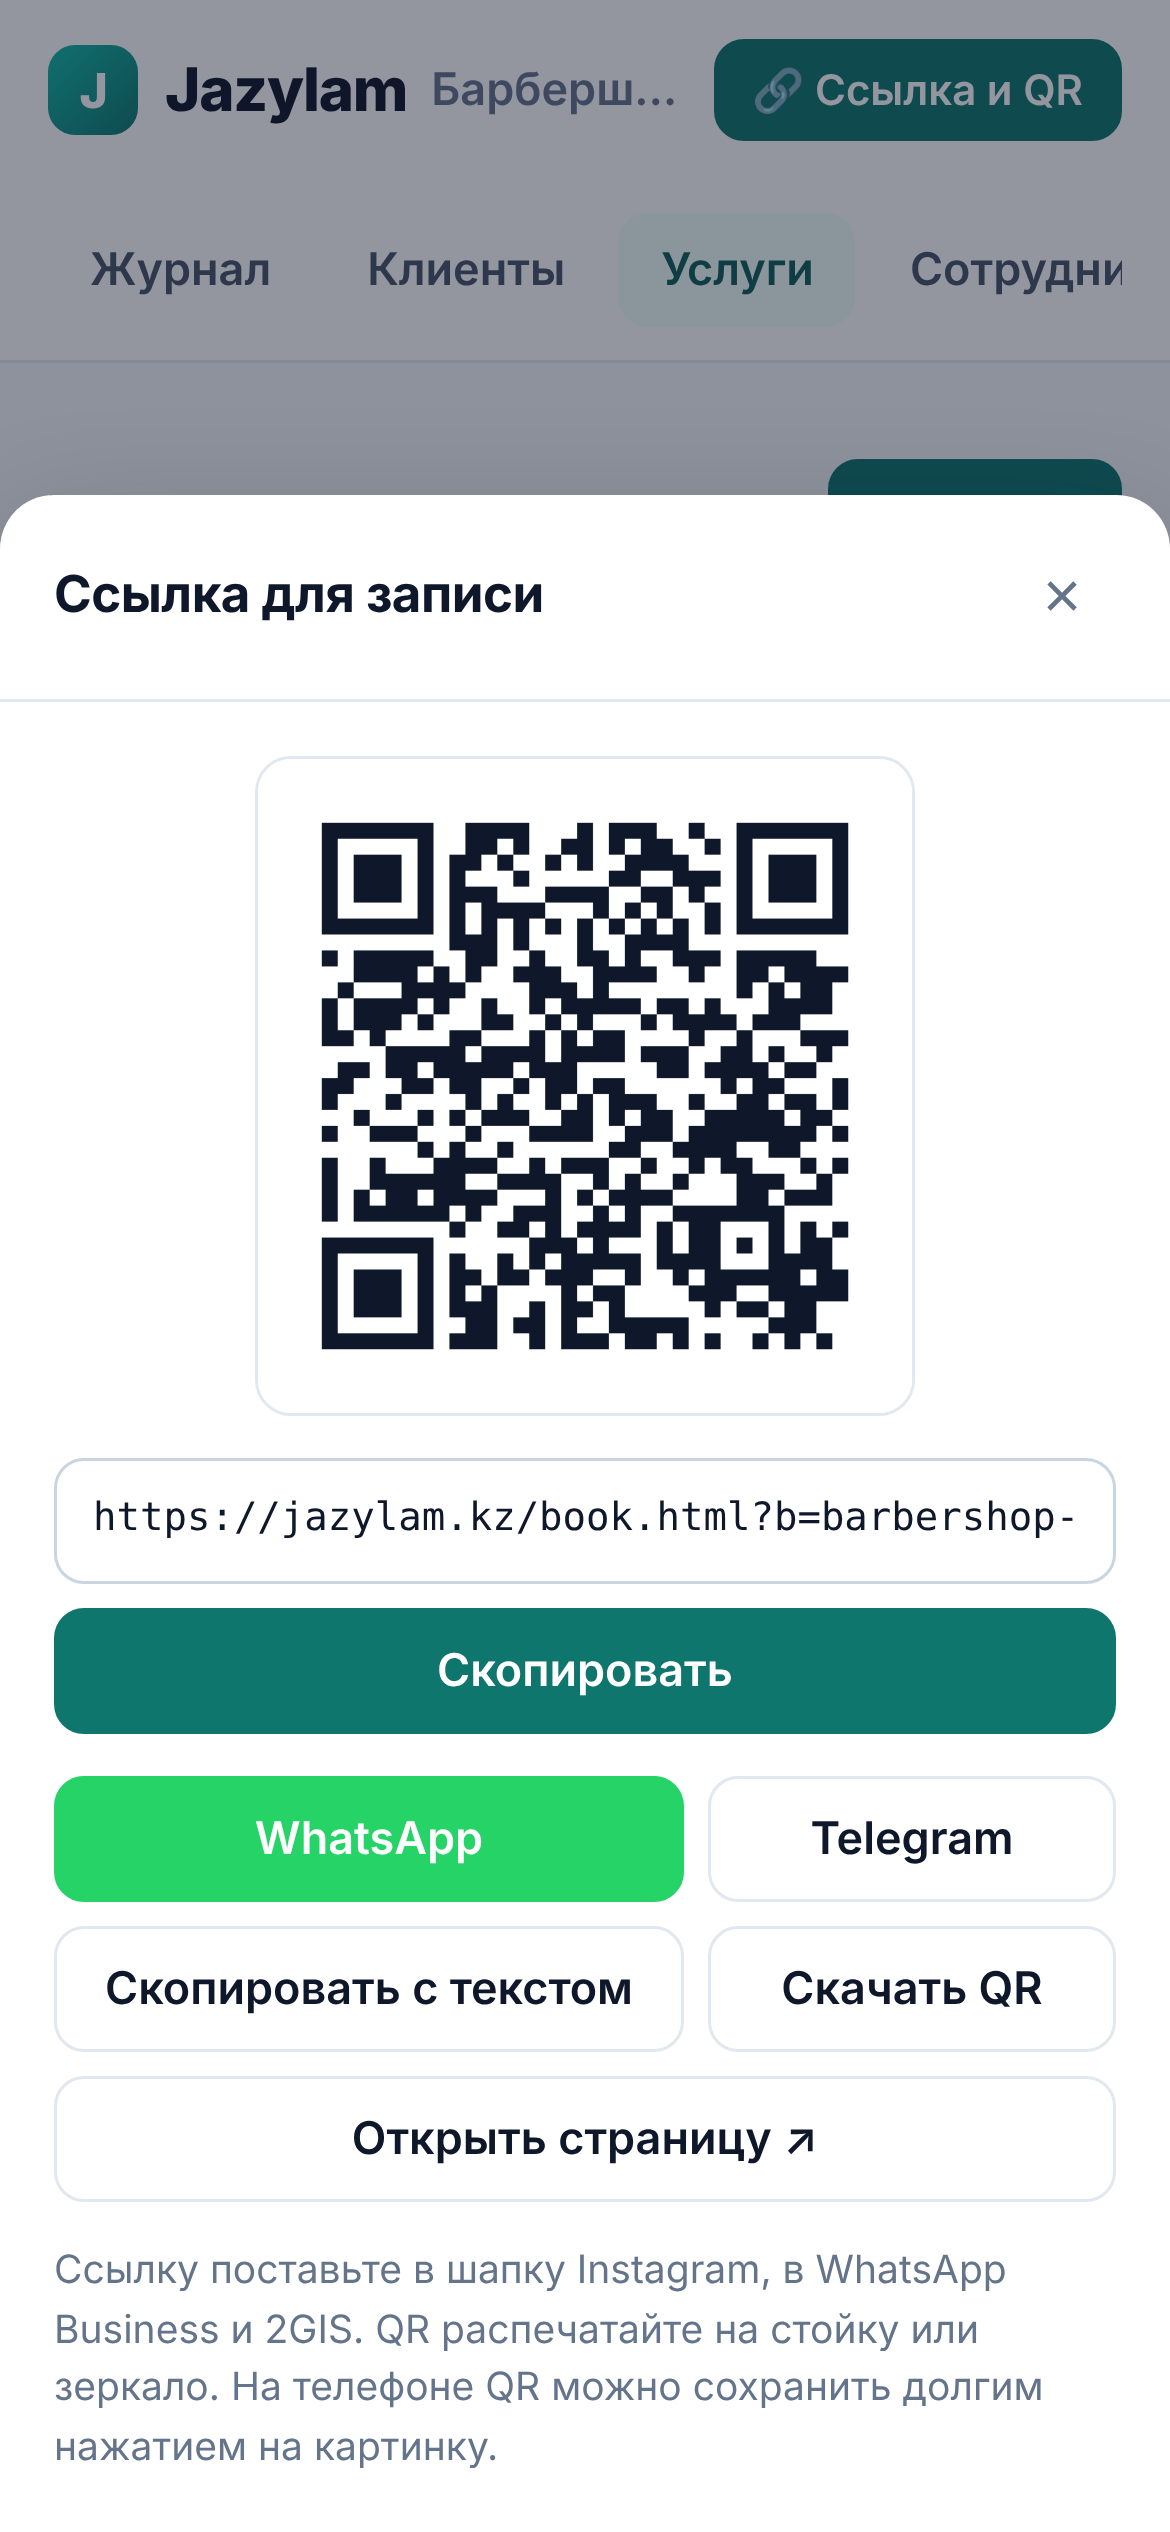 J Jazylam Барберш... 🔗 Ссылка и QR
Журнал Клиенты Услуги Сотрудни
Ссылка для записи ×
https://jazylam.kz/book.html?b=barbershop-
Скопировать
WhatsApp Telegram
Скопировать с текстом Скачать QR
Открыть страницу ↗
Ссылку поставьте в шапку Instagram, в WhatsApp
Business и 2GIS. QR распечатайте на стойку или
зеркало. На телефоне QR можно сохранить долгим
нажатием на картинку.